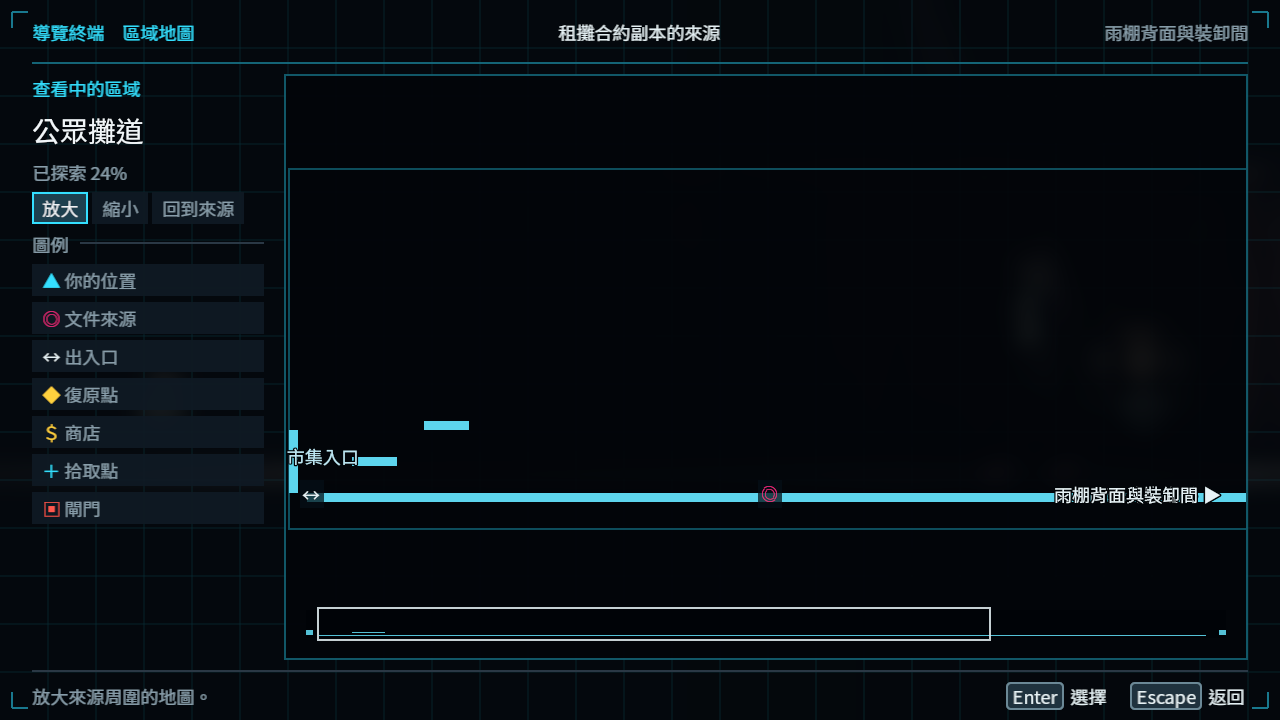 導覽終端 區域地圖
租攤合約副本的來源
雨棚背面與裝卸間
查看中的區域
公眾攤道
已探索 24%
放大 縮小 回到來源
圖例
你的位置
文件來源
出入口
復原點
商店
拾取點
閘門
市集入口
雨棚背面與裝卸間
放大來源周圍的地圖。
Enter 選擇 Escape 返回